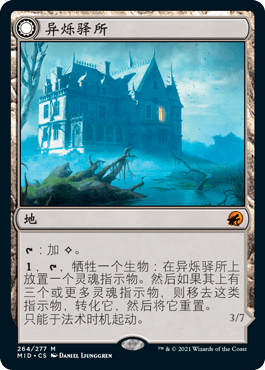 异烁驿所
地
：加 。
1，，牺牲一个生物：在异烁驿所上
放置一个灵魂指示物。然后如果其上有
三个或更多灵魂指示物，则移去这类
指示物，转化它，然后将它重置。
只能于法术时机起动。
3/7
264/277 M
MID • CS DANIEL LJUNGGREN
™ & © 2021 Wizards of the Coast